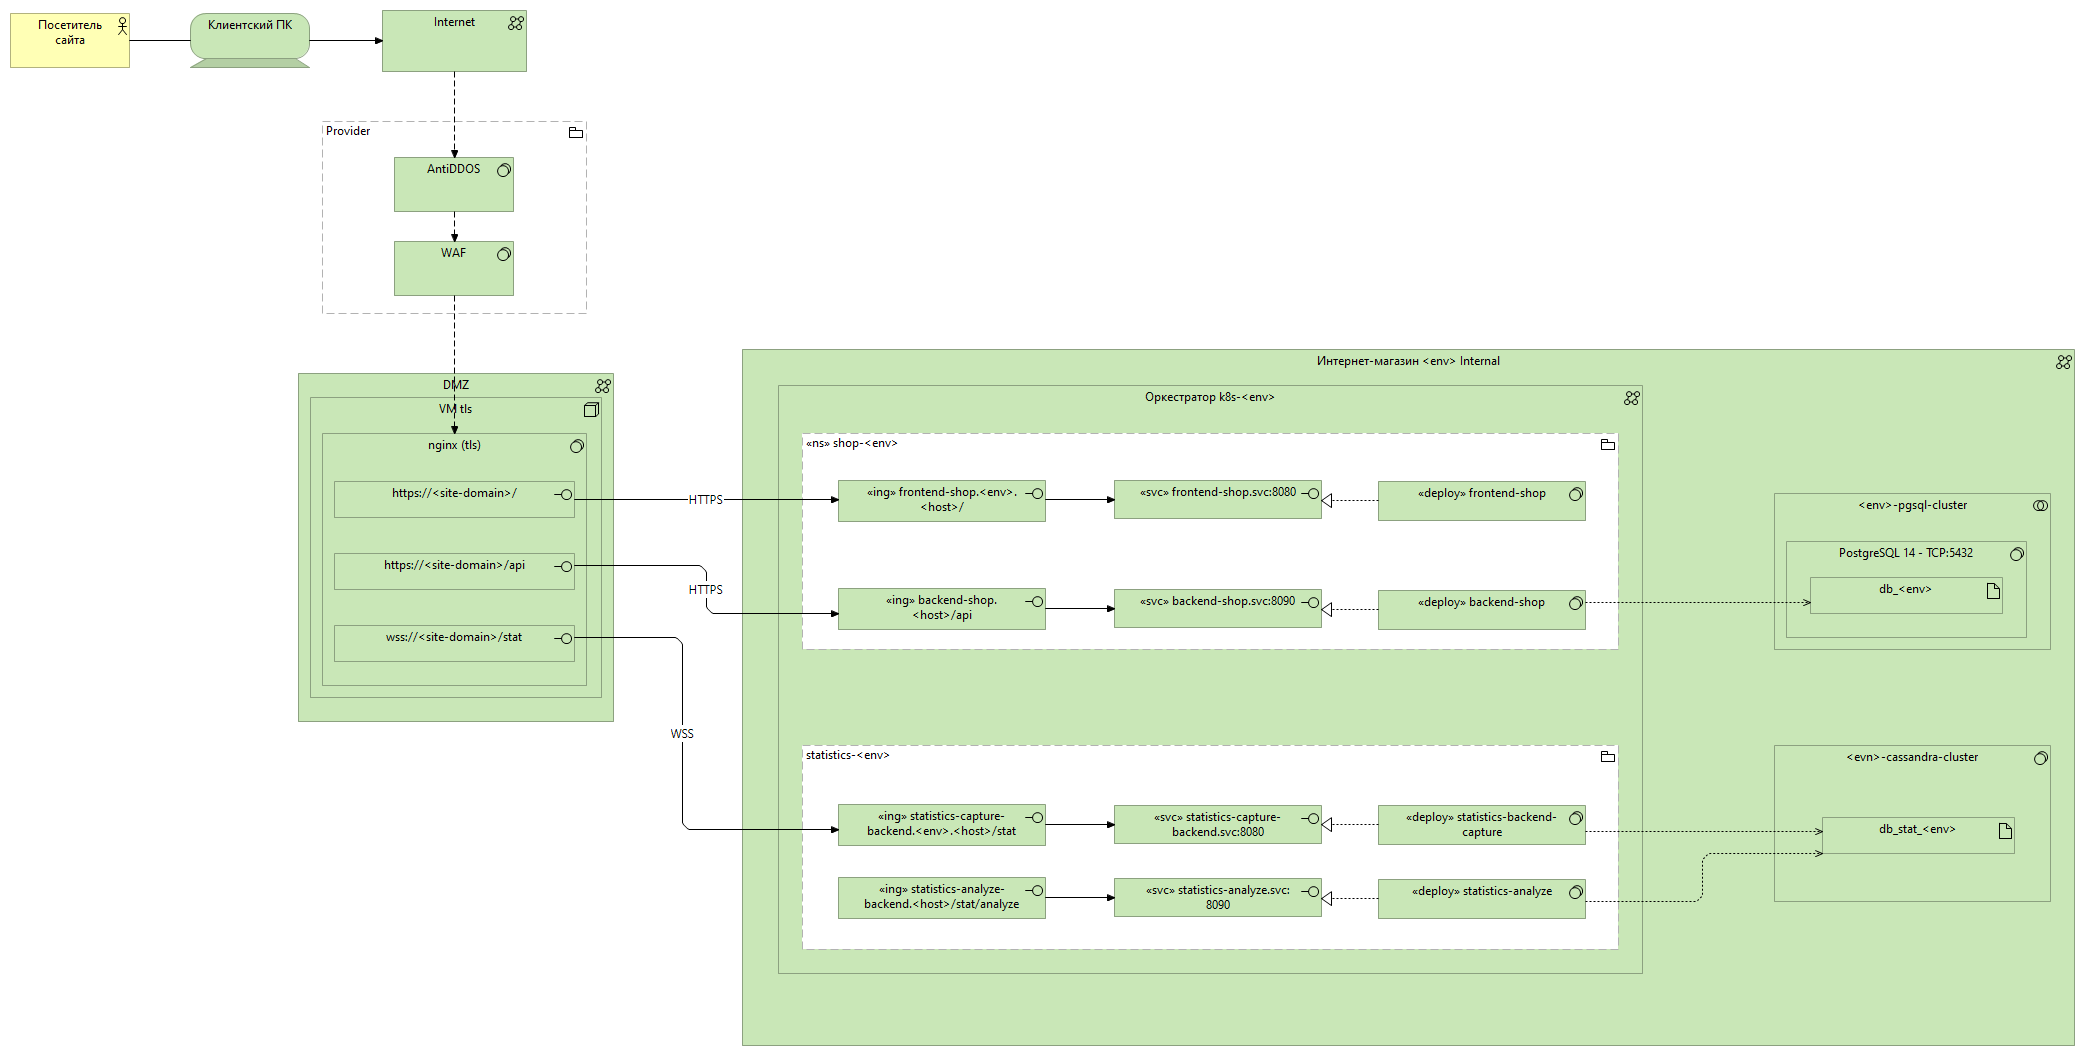 Посетитель
сайта
Клиентский ПК
Internet
Provider
AntiDDOS
WAF
DMZ
VM tls
nginx (tls)
https://<site-domain>/
https://<site-domain>/api
wss://<site-domain>/stat
HTTPS
HTTPS
WSS
Интернет-магазин <env> Internal
Оркестратор k8s-<env>
«ns» shop-<env>
«ing» frontend-shop.<env>.
<host>/
«svc» frontend-shop.svc:8080
«deploy» frontend-shop
«ing» backend-shop.
<host>/api
«svc» backend-shop.svc:8090
«deploy» backend-shop
<env>-pgsql-cluster
PostgreSQL 14 - TCP:5432
db_<env>
statistics-<env>
«ing» statistics-capture-
backend.<env>.<host>/stat
«svc» statistics-capture-
backend.svc:8080
«deploy» statistics-backend-
capture
«ing» statistics-analyze-
backend.<host>/stat/analyze
«svc» statistics-analyze.svc:
8090
«deploy» statistics-analyze
<evn>-cassandra-cluster
db_stat_<env>